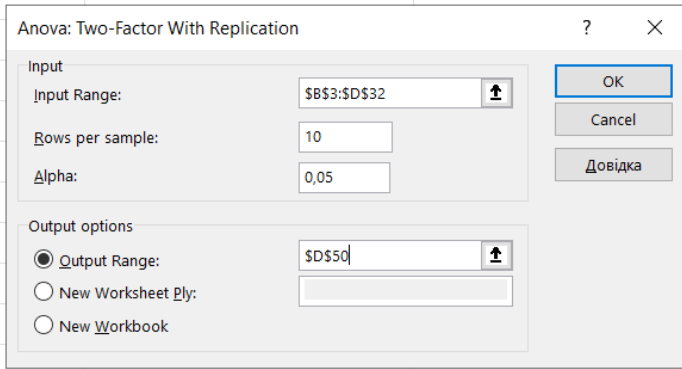 Anova: Two-Factor With Replication ?
Input
Input Range: $B$3:$D$32
Rows per sample: 10
Alpha: 0,05
OK
Cancel
Довідка
Output options
Output Range: $D$50
New Worksheet Ply:
New Workbook